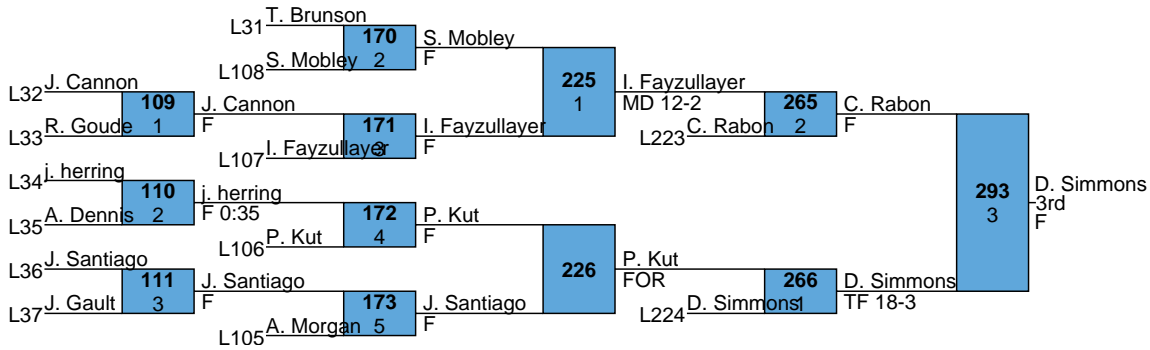 L31 T. Brunson
170
2
S. Mobley
F
L108 S. Mobley
225
1
I. Fayzullayer
MD 12-2
L32 J. Cannon
109
1
J. Cannon
F
L33 R. Goude
171
3
I. Fayzullayer
F
L107 I. Fayzullayer
265
2
C. Rabon
F
L223 C. Rabon
L34 j. herring
110
2
j. herring
F 0:35
L35 A. Dennis
172
4
P. Kut
F
L106 P. Kut
293
3
D. Simmons
3rd
F
L36 J. Santiago
111
3
J. Santiago
F
L37 J. Gault
226
P. Kut
FOR
173
5
J. Santiago
F
L105 A. Morgan
266
1
D. Simmons
TF 18-3
L224 D. Simmons